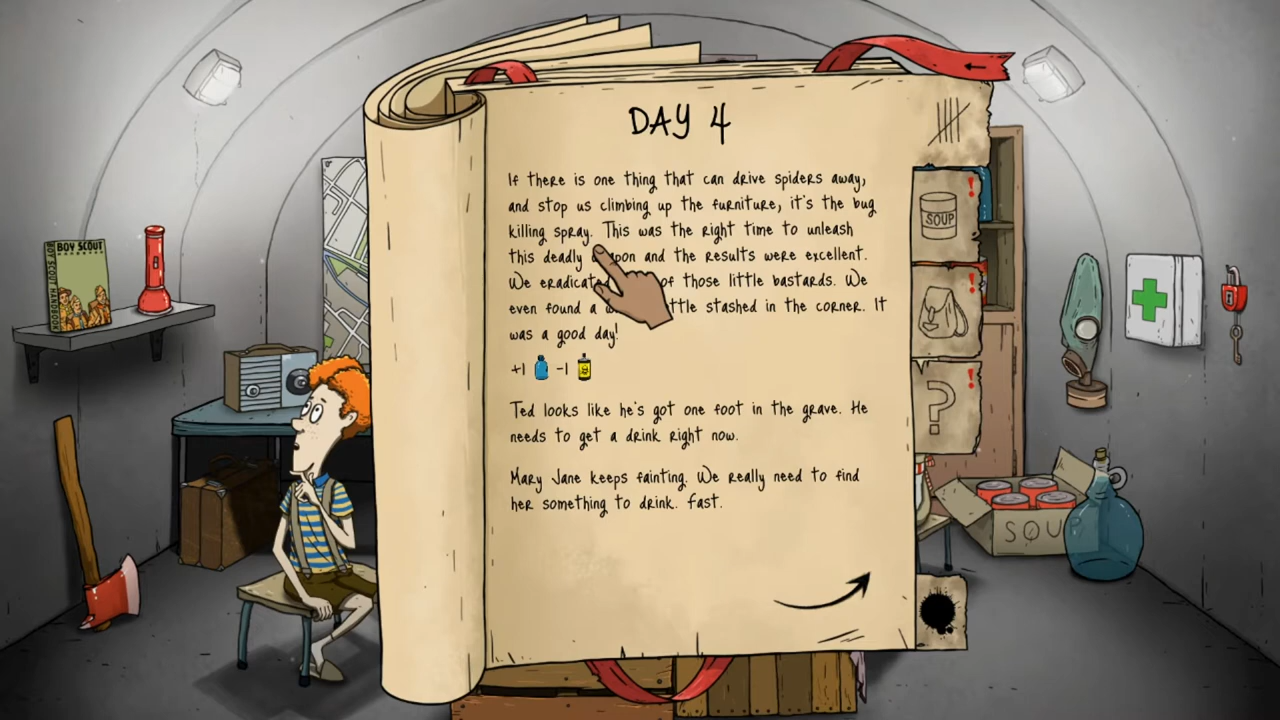 DAY 4
If there is one thing that can drive spiders away,
and stop us climbing up the furniture, it's the bug
killing spray. This was the right time to unleash
this deadly and the results were excellent.
We of those little bastards. We
even found a stashed in the corner. It
was a good day!
+1 -1
Ted looks like he's got one foot in the grave. He
needs to get a drink right now.
Mary Jane keeps fainting. We really need to find
her something to drink. Fast.
SOUP
BOY SCOUT
BOY SCOUT HANDBOOK
!
!
?
!
SOUP